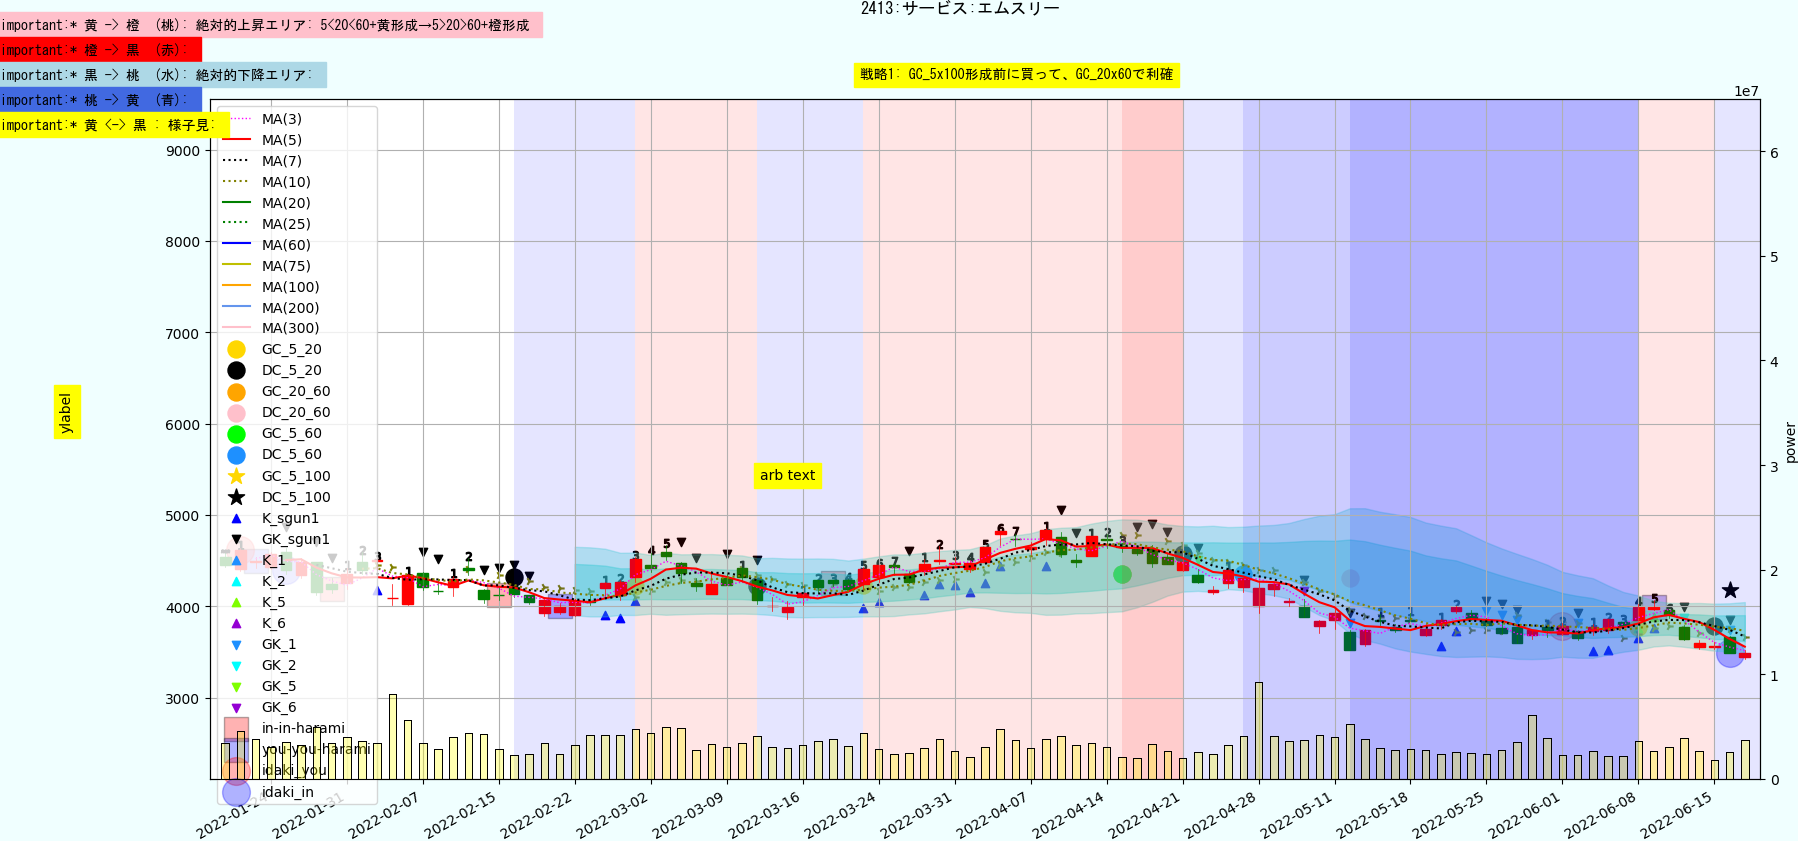 2413:サービス:エムスリー
important:* 黄 -> 橙 (桃): 絶対的上昇エリア: 5<20<60+黄形成→5>20>60+橙形成
important:* 橙 -> 黒 (赤):
important:* 黒 -> 桃 (水): 絶対的下降エリア:
戦略1: GC_5x100形成前に買って、GC_20x60で利確
important:* 桃 -> 黄 (青):
important:* 黄 <-> 黒 : 様子見:
1e7
MA(3)
MA(5)
MA(7)
MA(10)
MA(20)
MA(25)
MA(60)
MA(75)
MA(100)
MA(200)
MA(300)
GC_5_20
DC_5_20
GC_20_60
DC_20_60
GC_5_60
DC_5_60
GC_5_100
DC_5_100
K_sgun1
GK_sgun1
K_1
K_2
K_5
K_6
GK_1
GK_2
GK_5
GK_6
in-in-harami
you-you-harami
idaki_you
idaki_in
9000
8000
7000
6000
5000
4000
3000
ylabel
arb text
6
5
4
3
2
1
0
power
2022-01-24
2022-01-31
2022-02-07
2022-02-15
2022-02-22
2022-03-02
2022-03-09
2022-03-16
2022-03-24
2022-03-31
2022-04-07
2022-04-14
2022-04-21
2022-04-28
2022-05-11
2022-05-18
2022-05-25
2022-06-01
2022-06-08
2022-06-15